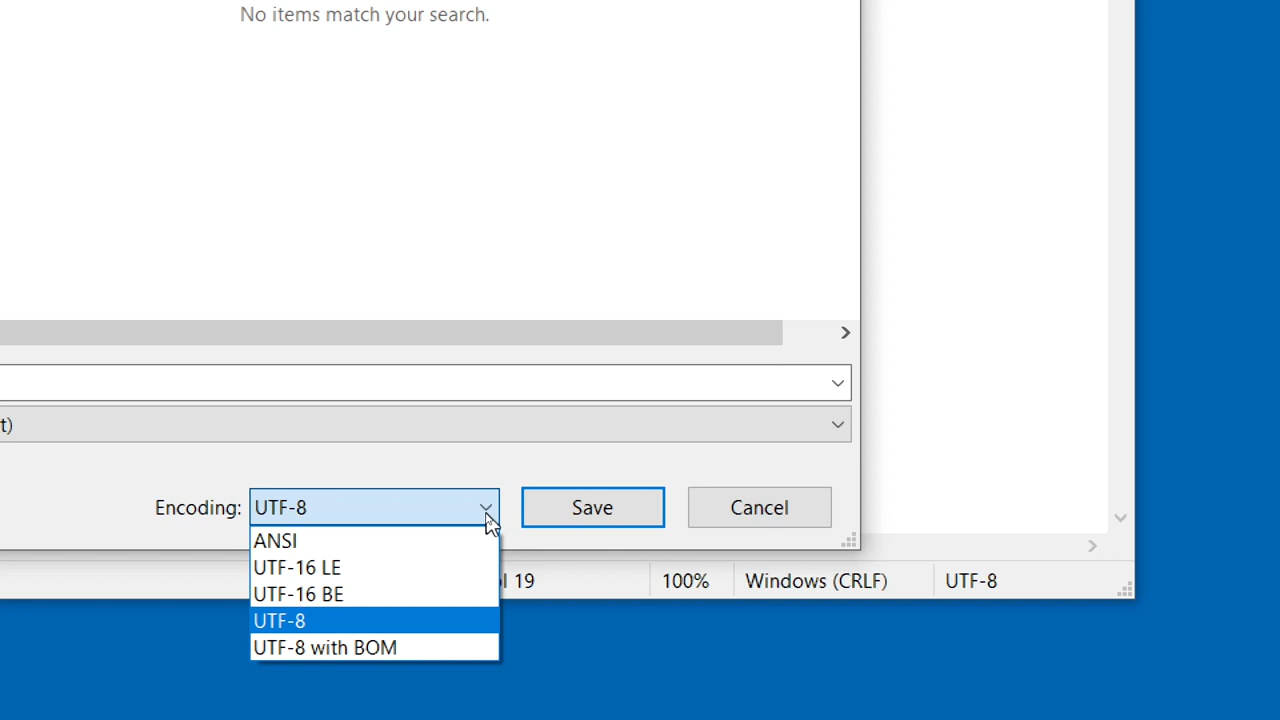 No items match your search.
t)
Encoding: UTF-8 Save Cancel
ANSI
UTF-16 LE
UTF-16 BE
UTF-8
UTF-8 with BOM
l 19 100% Windows (CRLF) UTF-8